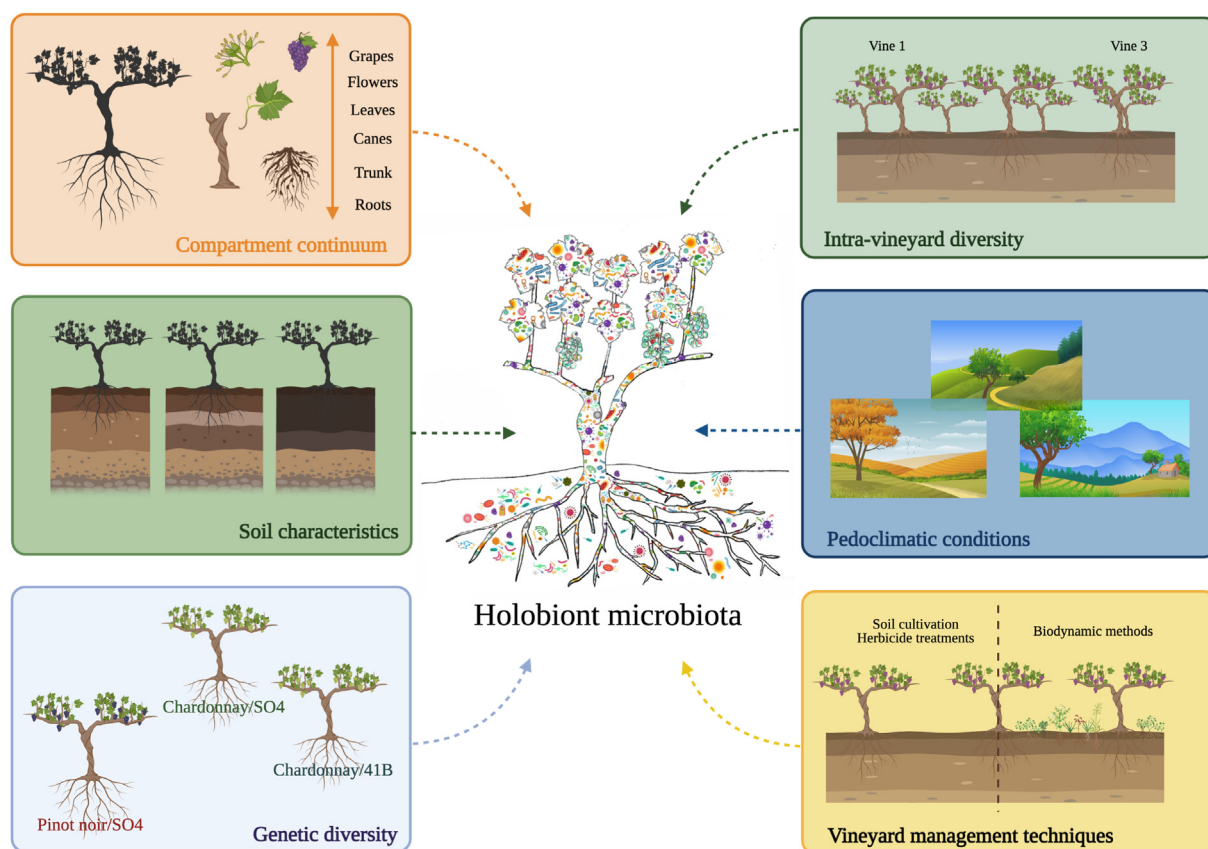 Grapes
Flowers
Leaves
Canes
Trunk
Roots
Compartment continuum
Vine 1
Vine 3
Intra-vineyard diversity
Soil characteristics
Pedoclimatic conditions
Holobiont microbiota
Chardonnay/SO4
Chardonnay/41B
Pinot noir/SO4
Genetic diversity
Soil cultivation
Herbicide treatments
Biodynamic methods
Vineyard management techniques